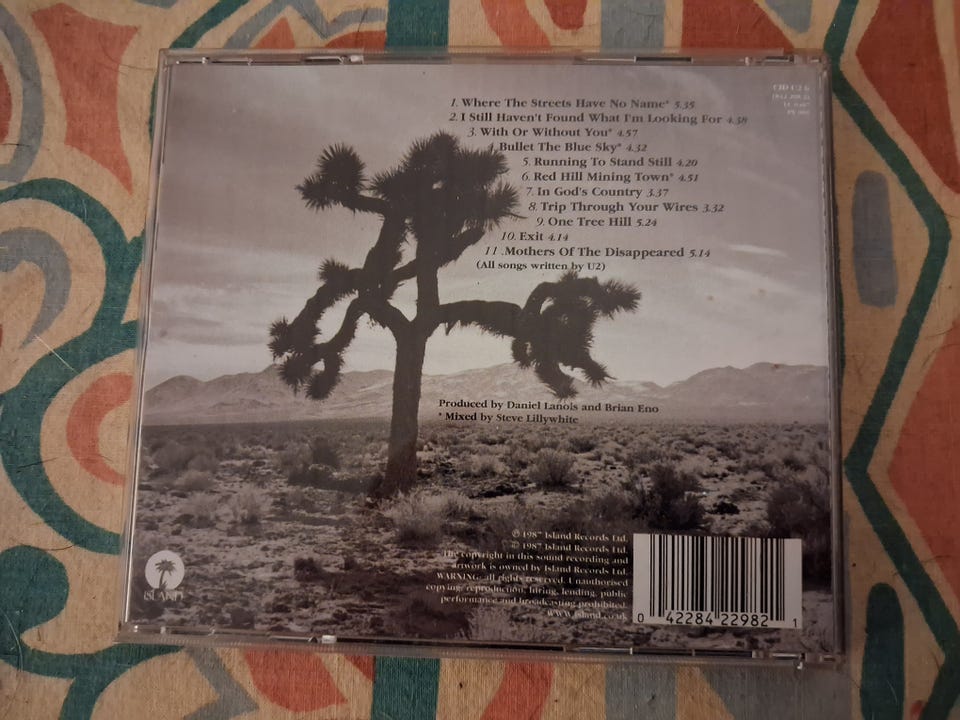 CID U2 6
1. Where The Streets Have No Name* 5.35
2. I Still Haven't Found What I'm Looking For 4.38
3. With Or Without You* 4.57
4. Bullet The Blue Sky* 4.32
5. Running To Stand Still 4.20
6. Red Hill Mining Town* 4.51
7. In God's Country 3.37
8. Trip Through Your Wires 3.32
9. One Tree Hill 5.24
10. Exit 4.14
11 .Mothers Of The Disappeared 5.14
(All songs written by U2)
Produced by Daniel Lanois and Brian Eno
* Mixed by Steve Lillywhite
℗ 1987 Island Records Ltd.
© 1987 Island Records Ltd.
The copyright in this sound recording and
artwork is owned by Island Records Ltd.
WARNING: all rights reserved. Unauthorised
copying, reproduction, hiring, lending, public
performance and broadcasting prohibited.
www.island.co.uk
ISLAND
0 42284 22982 1